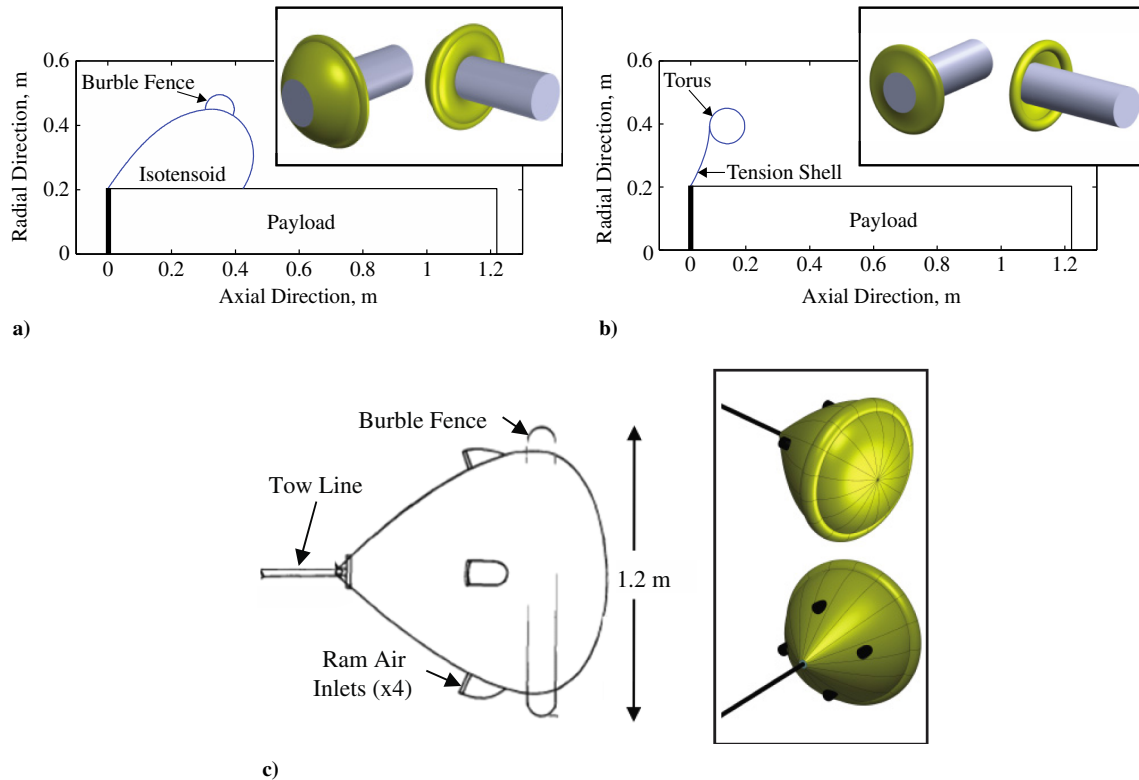 0.6
Burble Fence
0.4
Isotensoid
0.2
Payload
0
0 0.2 0.4 0.6 0.8 1 1.2
Radial Direction, m
Axial Direction, m
a)
0.6
Torus
0.4
Tension Shell
0.2
Payload
0
0 0.2 0.4 0.6 0.8 1 1.2
Radial Direction, m
Axial Direction, m
b)
Burble Fence
Tow Line
1.2 m
Ram Air
Inlets (x4)
c)